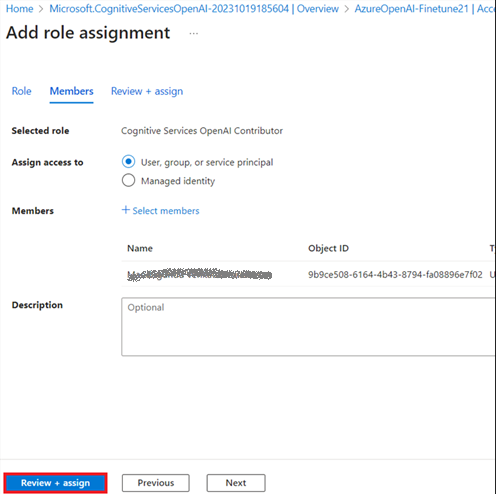 Home > Microsoft.CognitiveServicesOpenAI-20231019185604 | Overview > AzureOpenAI-Finetune21 | Acc
Add role assignment ...
Role Members Review + assign
Selected role Cognitive Services OpenAI Contributor
Assign access to User, group, or service principal
Managed identity
Members + Select members
Name Object ID T
9b9ce508-6164-4b43-8794-fa08896e7f02 U
Description Optional
Review + assign Previous Next